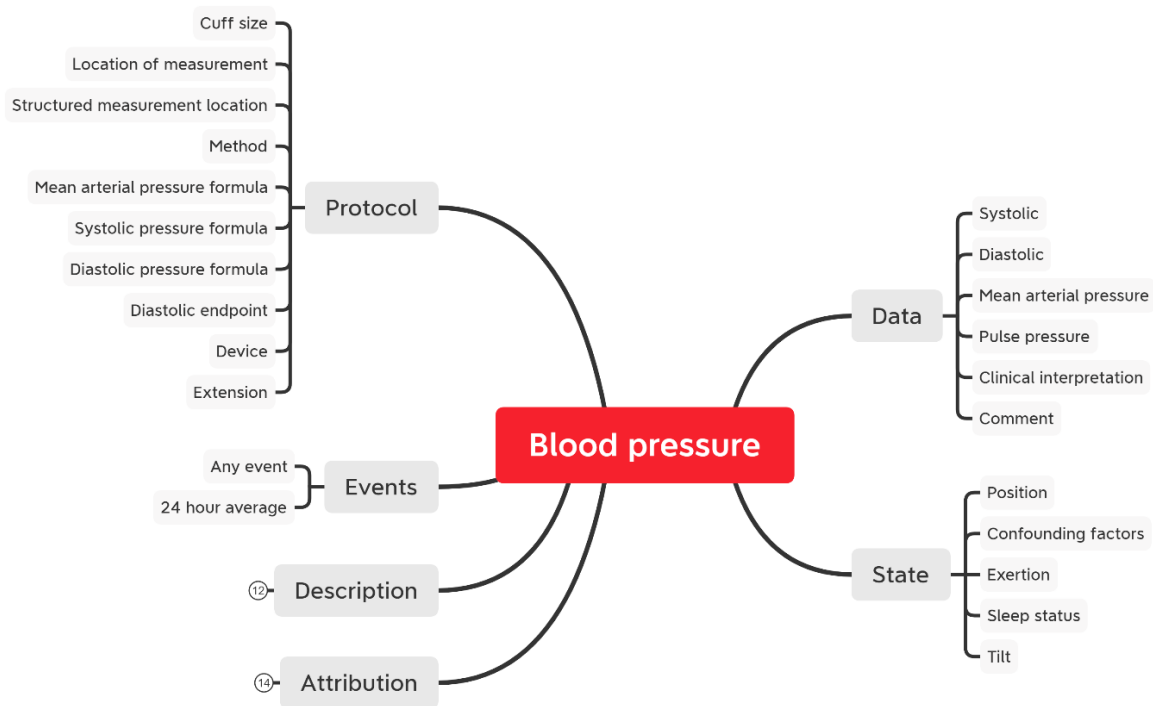 Cuff size
Location of measurement
Structured measurement location
Method
Mean arterial pressure formula
Systolic pressure formula
Diastolic pressure formula
Diastolic endpoint
Device
Extension
Protocol
Any event
24 hour average
Events
12
Description
14
Attribution
Blood pressure
Data
Systolic
Diastolic
Mean arterial pressure
Pulse pressure
Clinical interpretation
Comment
State
Position
Confounding factors
Exertion
Sleep status
Tilt